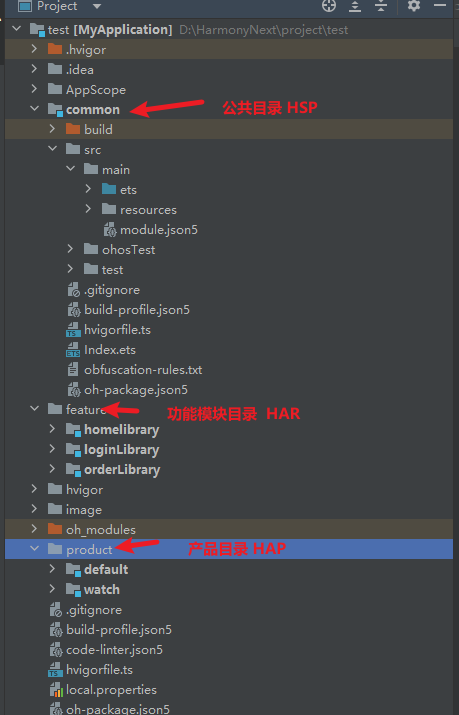 Project
test [MyApplication] D:\HarmonyNext\project\test
.hvigor
.idea
AppScope
common 公共目录 HSP
build
src
main
ets
resources
module.json5
ohosTest
test
.gitignore
build-profile.json5
hvigorfile.ts
Index.ets
obfuscation-rules.txt
oh-package.json5
feature 功能模块目录 HAR
homelibrary
loginLibrary
orderLibrary
hvigor
image
oh_modules
product 产品目录 HAP
default
watch
.gitignore
build-profile.json5
code-linter.json5
hvigorfile.ts
local.properties
oh-package.json5